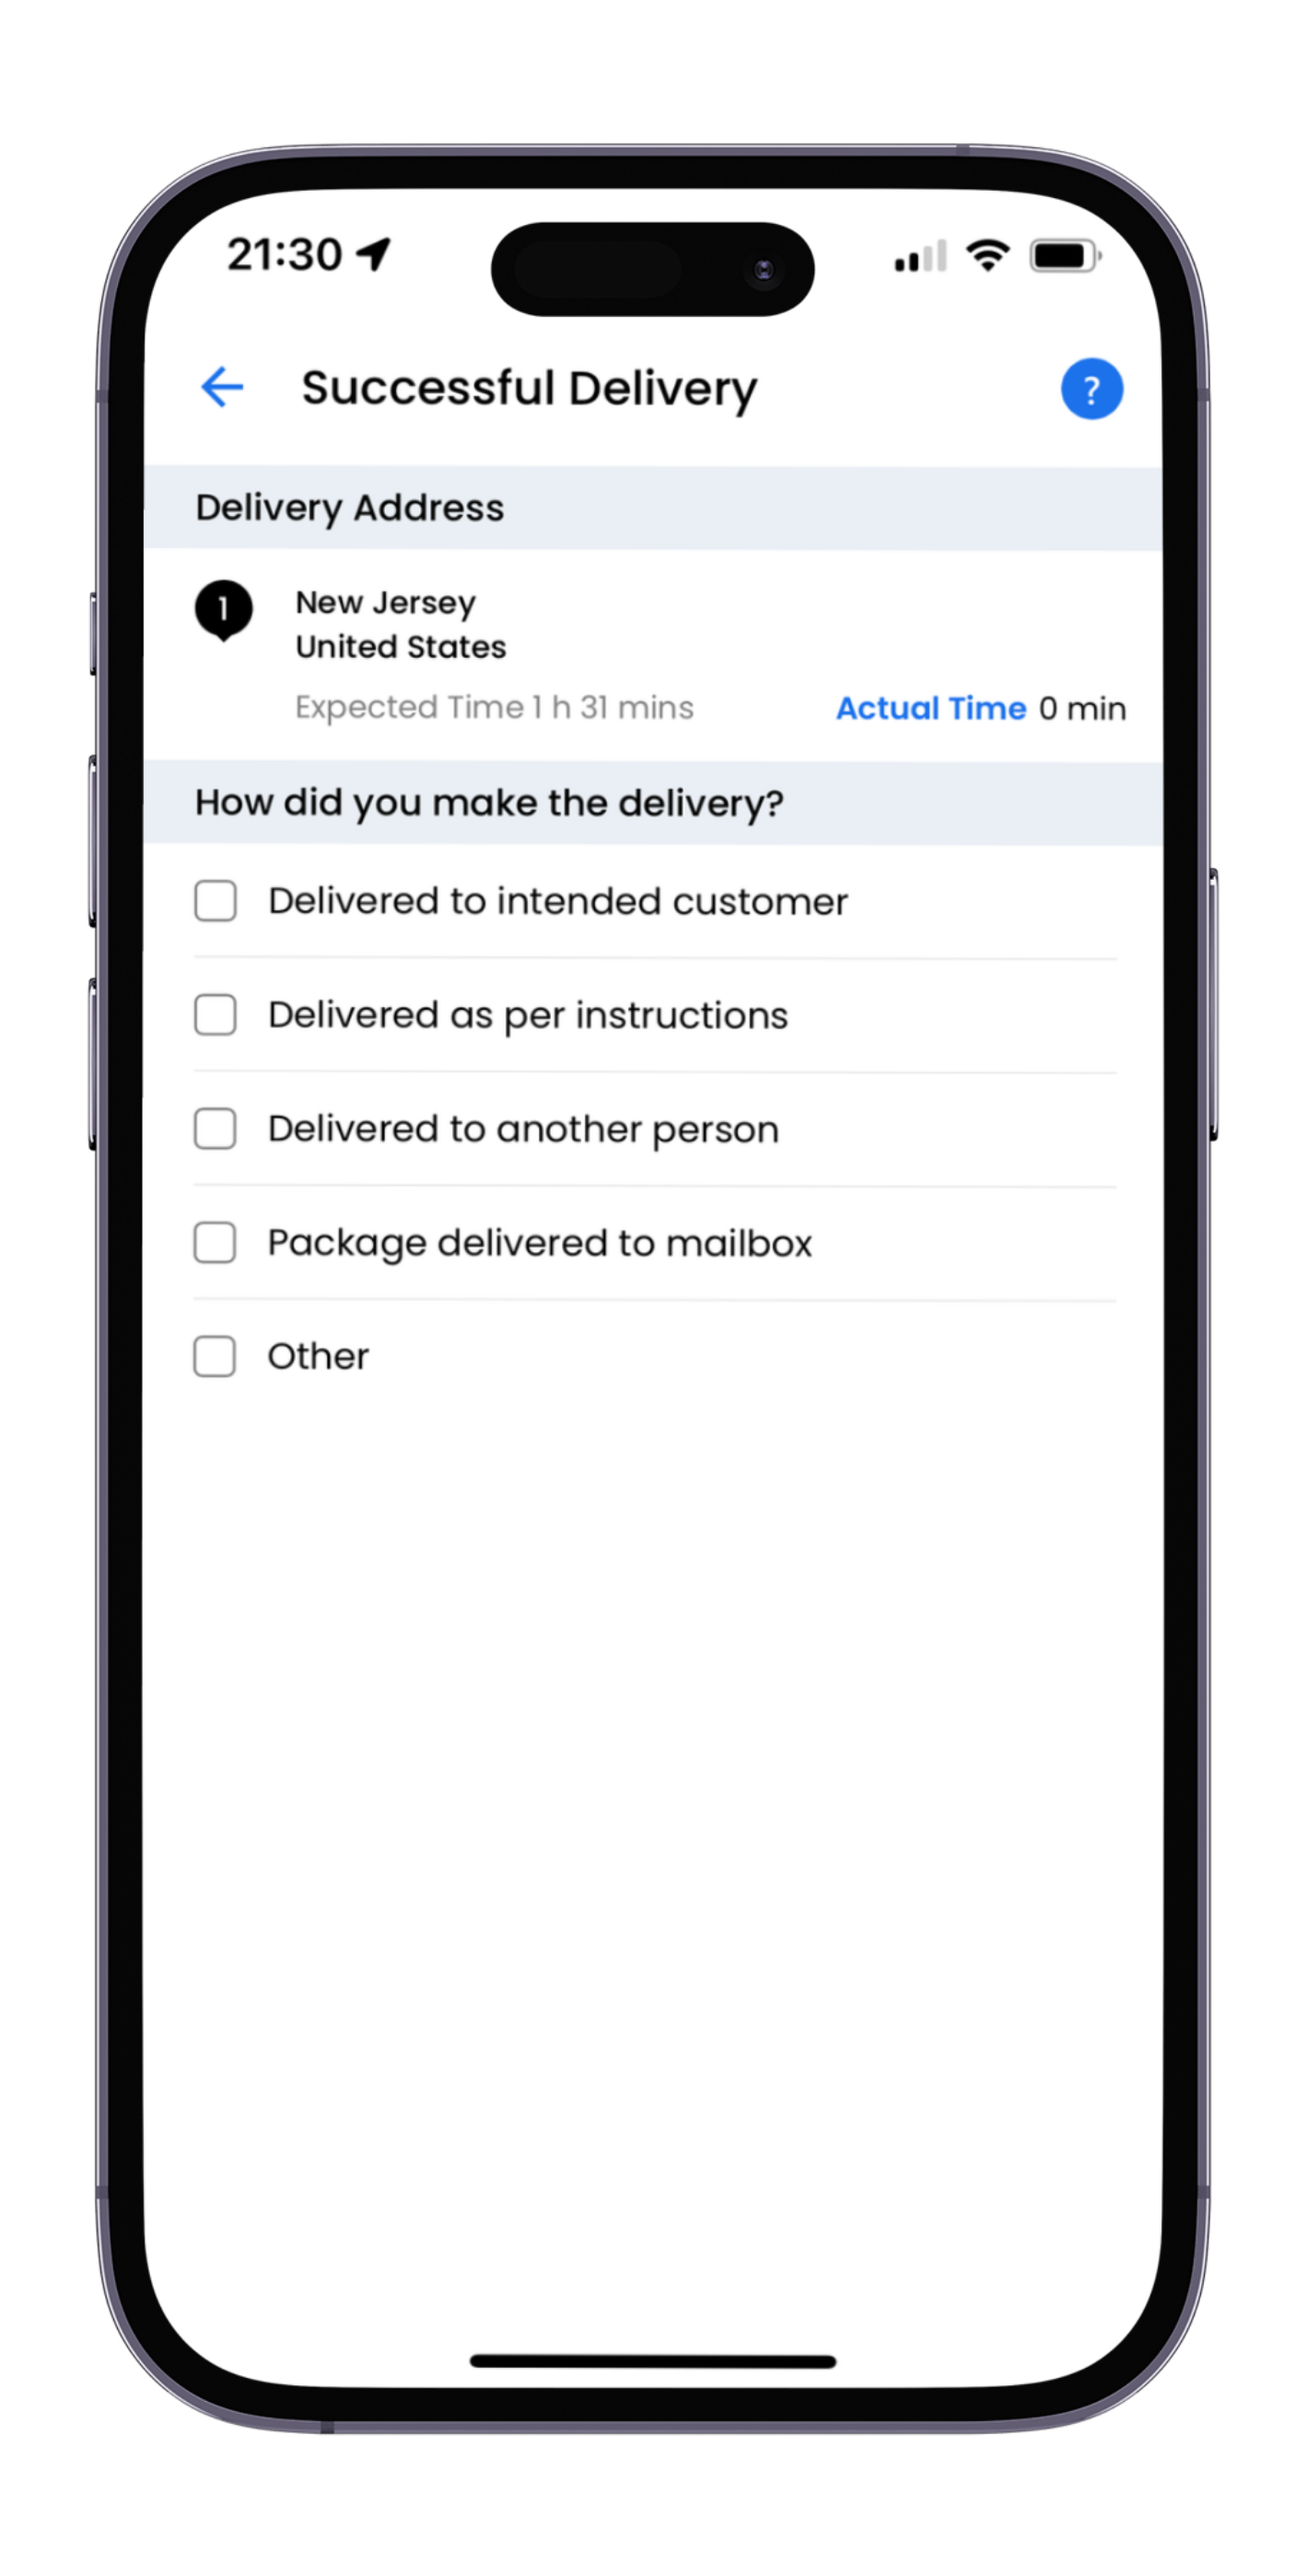 21:30
Successful Delivery
?
Delivery Address
1
New Jersey
United States
Expected Time 1 h 31 mins
Actual Time 0 min
How did you make the delivery?
Delivered to intended customer
Delivered as per instructions
Delivered to another person
Package delivered to mailbox
Other